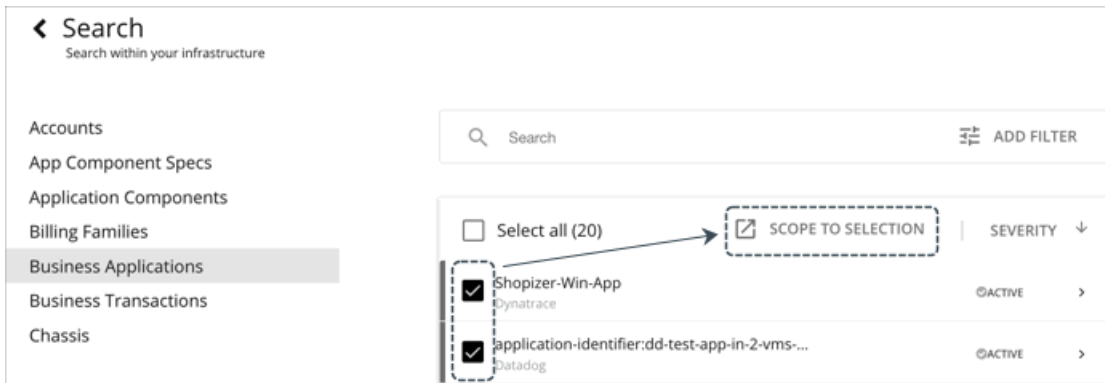 Search
Search within your infrastructure
Accounts
App Component Specs
Application Components
Billing Families
Business Applications
Business Transactions
Chassis
Search
ADD FILTER
Select all (20)
SCOPE TO SELECTION
SEVERITY
Shopizer-Win-App
Dynatrace
ACTIVE
application-identifier:dd-test-app-in-2-vms-...
Datadog
ACTIVE